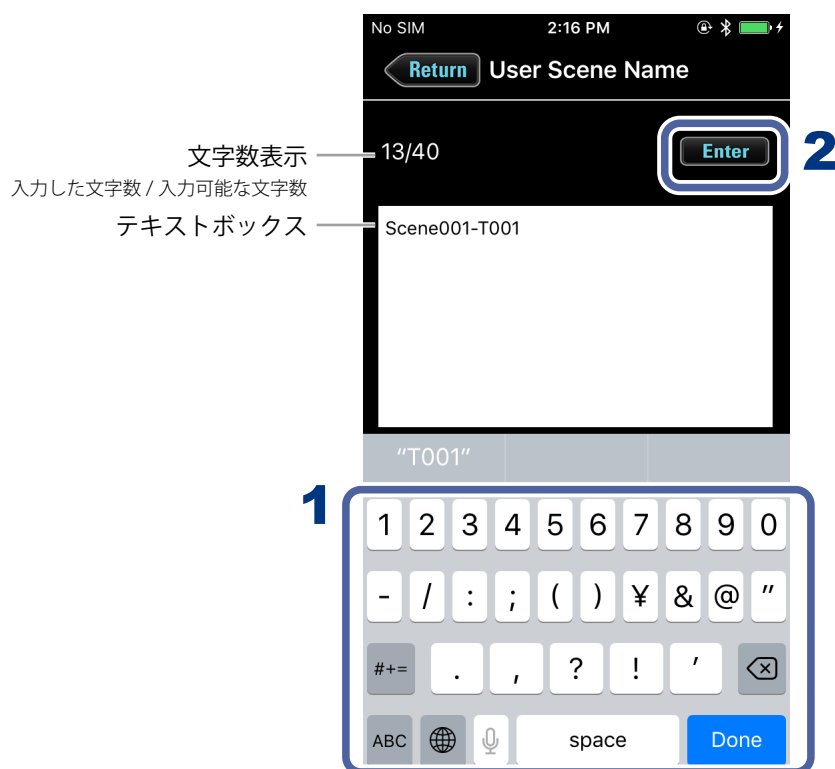 No SIM 2:16 PM
Return User Scene Name
文字数表示 13/40 Enter 2
入力した文字数 / 入力可能な文字数
テキストボックス Scene001-T001
“T001”
1
1 2 3 4 5 6 7 8 9 0
- / : ; ( ) ¥ & @ "
#+= . , ? ! '
ABC space Done